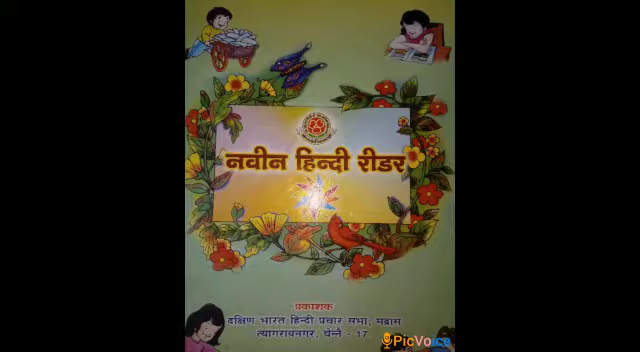 नवीन हिन्दी रीडर
प्रकाशक
दक्षिण भारत हिन्दी प्रचार सभा, मद्रास
त्यागरायनगर, चेन्नै - 17
PicVoice